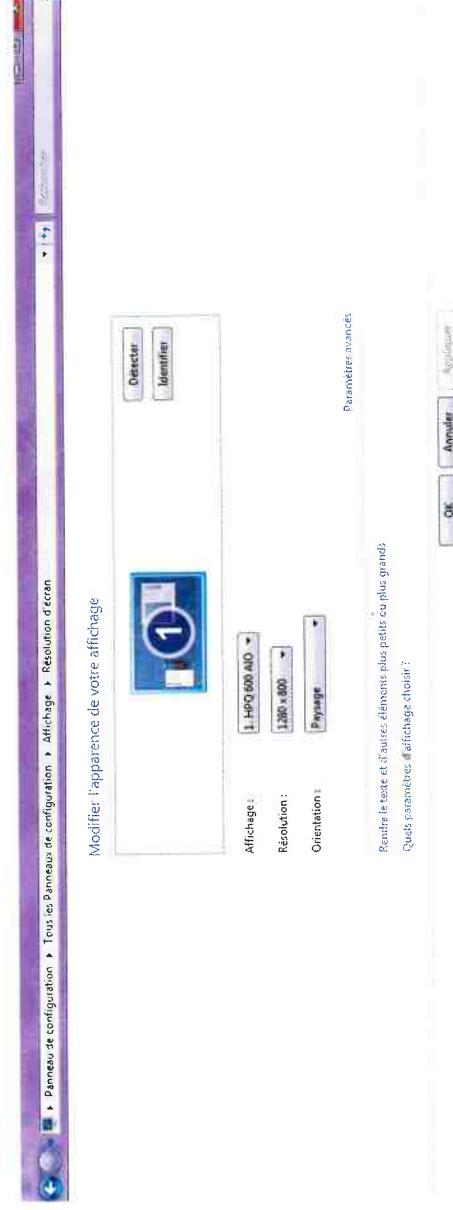 Panneau de configuration ▸ Tous les Panneaux de configuration ▸ Affichage ▸ Résolution d'écran
Rechercher
Modifier l'apparence de votre affichage
Détecter
Identifier
1
Affichage :
1. HPQ 600 AIO
Résolution :
1280 x 800
Orientation :
Paysage
Paramètres avancés
Rendre le texte et d'autres éléments plus petits ou plus grands
Quels paramètres d'affichage choisir ?
OK
Annuler
Appliquer